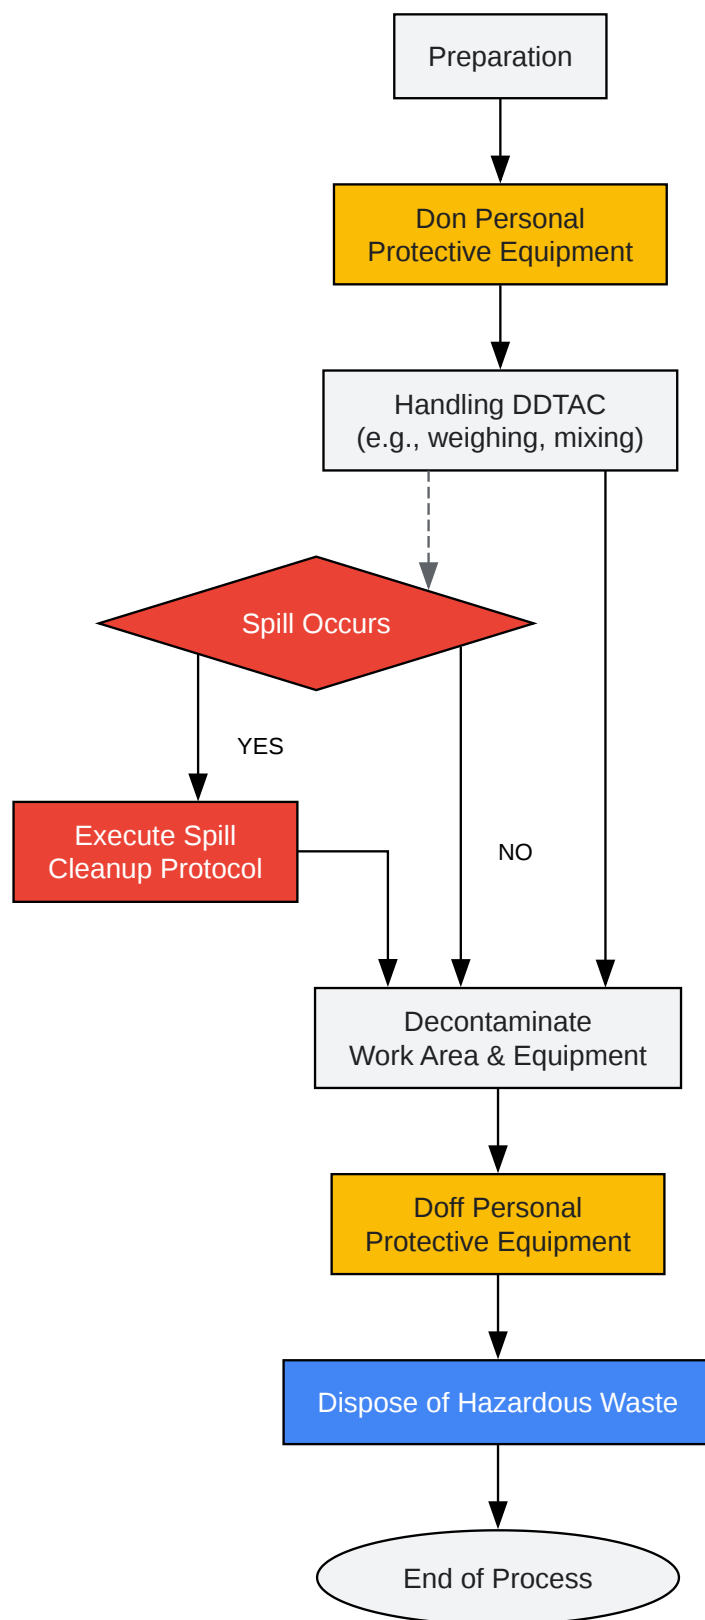 Preparation
Don Personal
Protective Equipment
Handling DDTAC
(e.g., weighing, mixing)
Spill Occurs
YES
Execute Spill
Cleanup Protocol
NO
Decontaminate
Work Area & Equipment
Doff Personal
Protective Equipment
Dispose of Hazardous Waste
End of Process